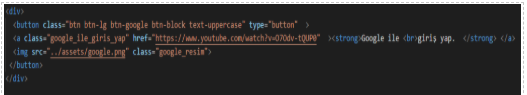 <div>
<button class="btn btn-lg btn-google btn-block text-uppercase" type="button" >
<a class="google_ile_giris_yap" href="https://www.youtube.com/watch?v=O7Odv-tQUP0" ><strong>Google ile <br>giriş yap. </strong> </a>
<img src="../assets/google.png" class="google_resim">
</button>
</div>